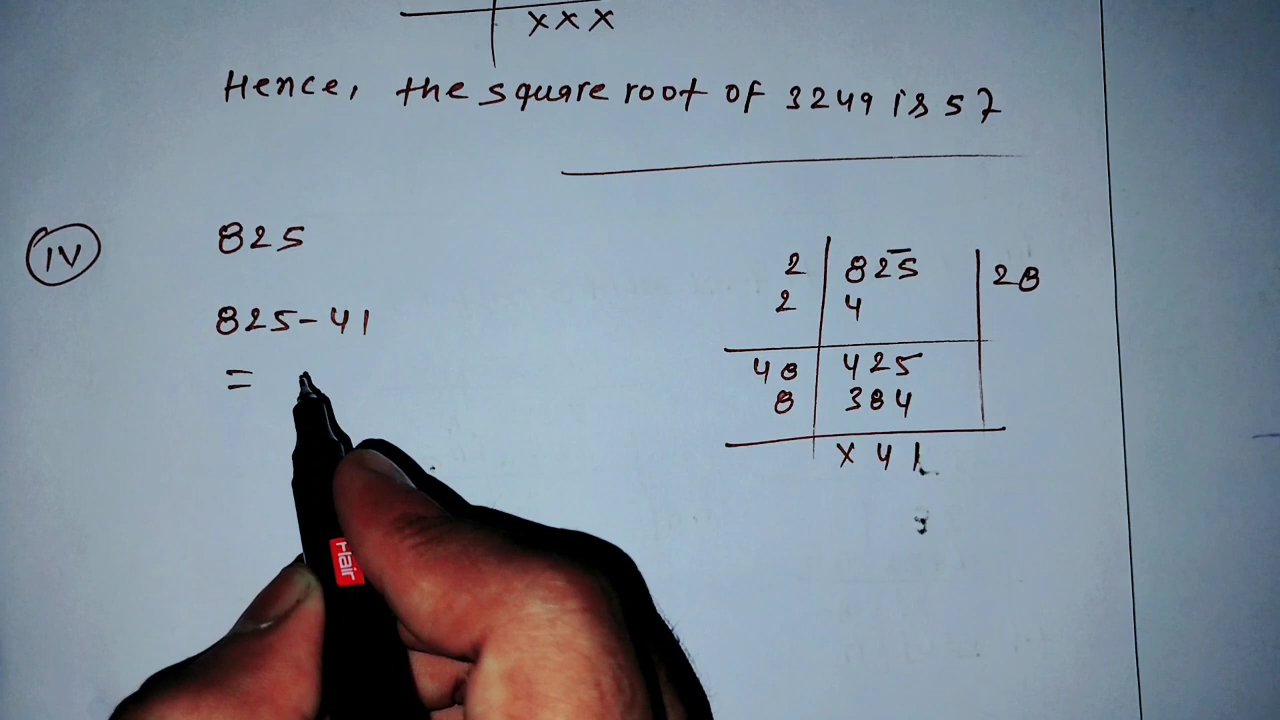 × × ×
Hence, the square root of 3249 is 57
IV
825
825 - 41
=
2 825 28
2 4
48 425
8 384
× 41
Hair